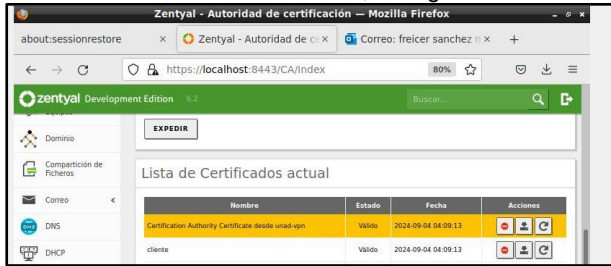 Zentyal - Autoridad de certificación — Mozilla Firefox
about:sessionrestore
Zentyal - Autoridad de ce
Correo: freicer sanchez m
https://localhost:8443/CA/Index
80%
zentyal Development Edition 6.2
Buscar...
Dominio
EXPEDIR
Compartición de
Ficheros
Lista de Certificados actual
Correo
Nombre Estado Fecha Acciones
DNS
Certification Authority Certificate desde unad-vpn Válido 2024-09-04 04:09:13
DHCP
cliente Válido 2024-09-04 04:09:13